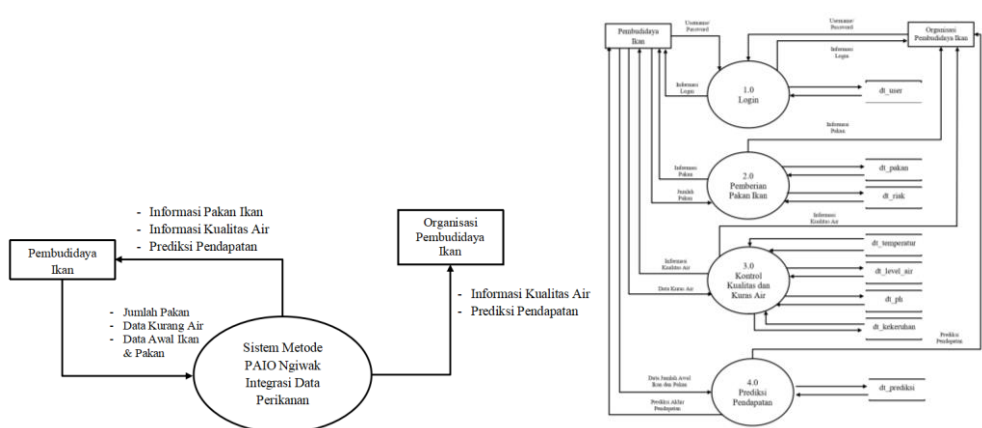 - Informasi Pakan Ikan
- Informasi Kualitas Air
- Prediksi Pendapatan
Pembudidaya
Ikan
Organisasi
Pembudidaya
Ikan
- Informasi Kualitas Air
- Prediksi Pendapatan
- Jumlah Pakan
- Data Kurang Air
- Data Awal Ikan
& Pakan
Sistem Metode
PAIO Ngiwak
Integrasi Data
Perikanan
Pembudidaya
Ikan
Username/
Password
Username/
Password
Organisasi
Pembudidaya Ikan
Informasi
Login
Informasi
Login
1.0
Login
dt_user
Informasi
Pakan
Informasi
Pakan
Jumlah
Pakan
2.0
Pemberian
Pakan Ikan
dt_pakan
dt_riak
Informasi
Kualitas Air
Informasi
Kualitas Air
Data Kuras Air
3.0
Kontrol
Kualitas dan
Kuras Air
dt_temperatur
dt_level_air
dt_ph
dt_kekeruhan
Prediksi
Pendapatan
Data Jumlah Awal
Ikan dan Pakan
Prediksi Akhir
Pendapatan
4.0
Prediksi
Pendapatan
dt_prediksi